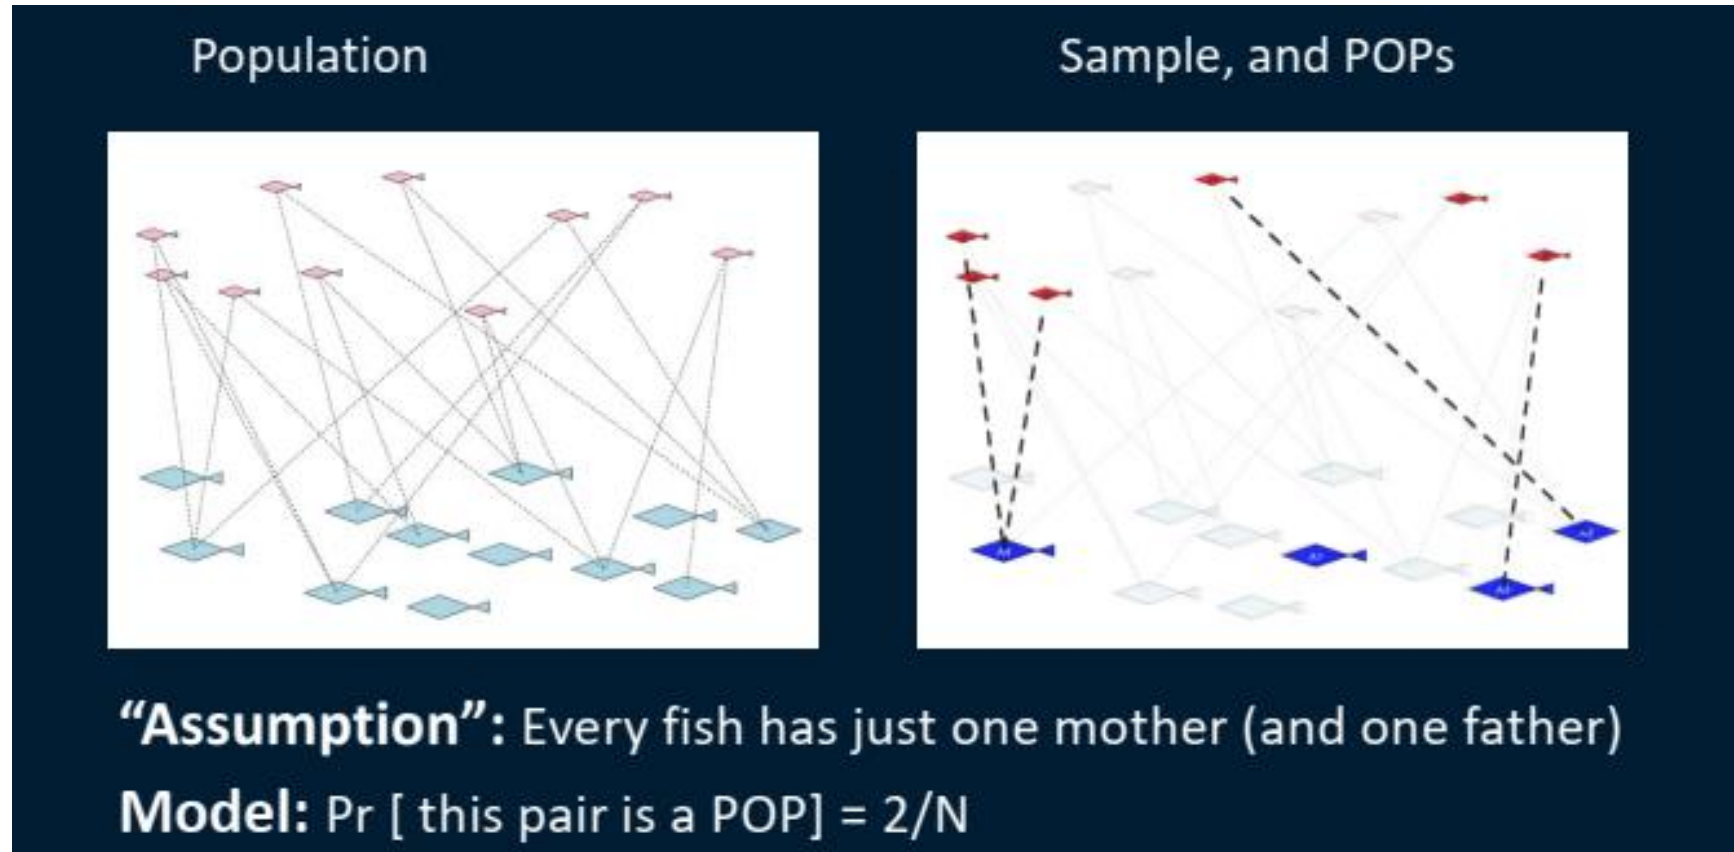 Population
Sample, and POPs
“Assumption”: Every fish has just one mother (and one father)
Model: Pr [ this pair is a POP] = 2/N